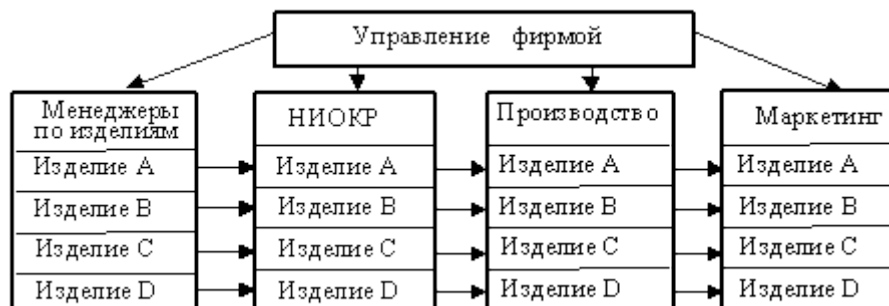 Управление фирмой
Менеджеры
по изделиям
НИОКР
Производство
Маркетинг
Изделие A
Изделие A
Изделие A
Изделие A
Изделие B
Изделие B
Изделие B
Изделие B
Изделие C
Изделие C
Изделие C
Изделие C
Изделие D
Изделие D
Изделие D
Изделие D